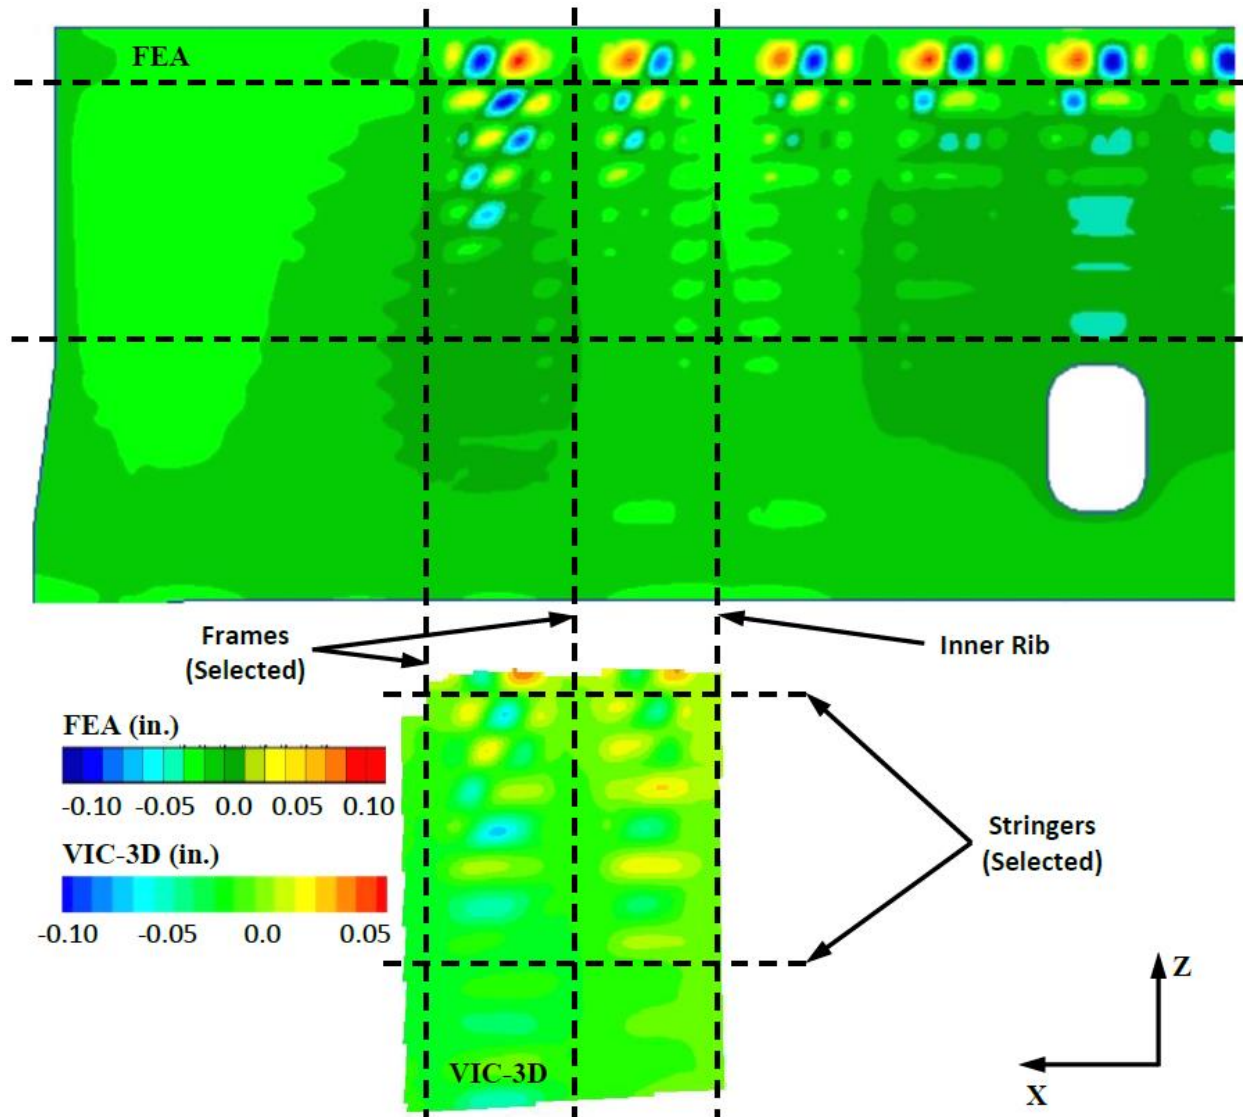 FEA
Frames
(Selected)
Inner Rib
FEA (in.)
-0.10 -0.05 0.0 0.05 0.10
VIC-3D (in.)
-0.10 -0.05 0.0 0.05
Stringers
(Selected)
Z
X
VIC-3D